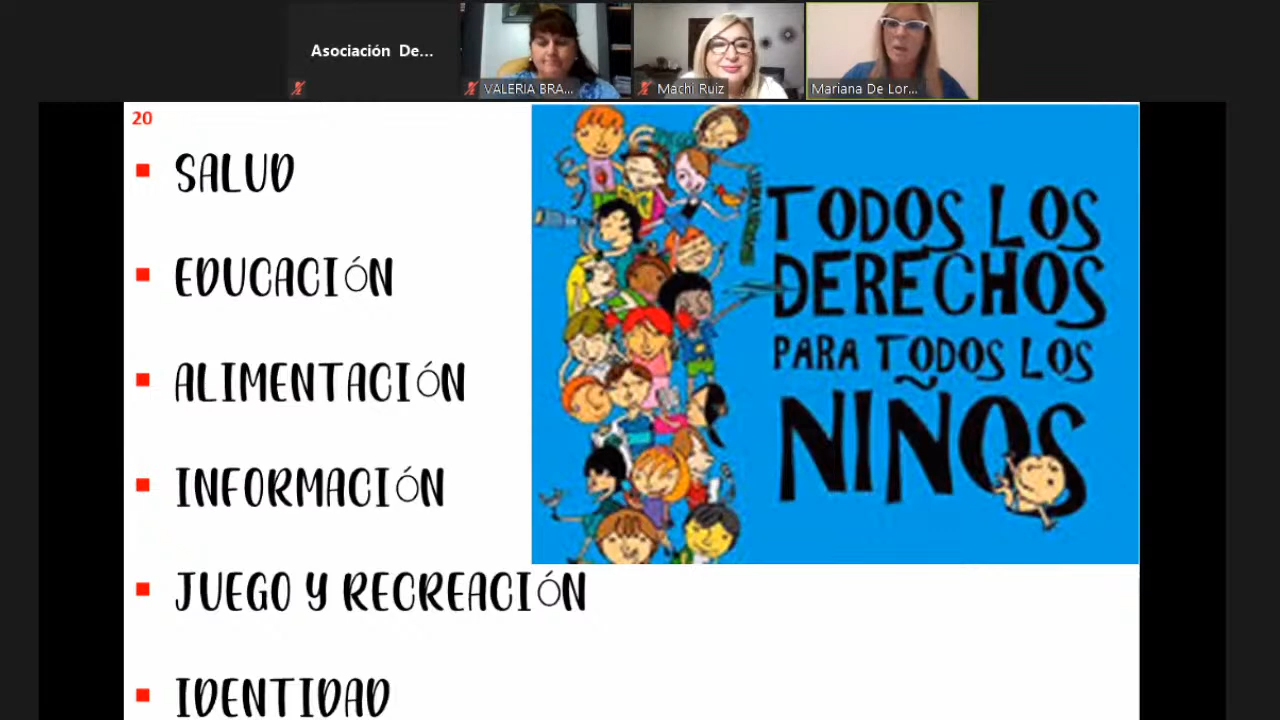 Asociación De...
VALERIA BRA...
Machi Ruiz
Mariana De Lor...
20
SALUD
EDUCACIÓN
ALIMENTACIÓN
INFORMACIÓN
JUEGO Y RECREACIÓN
IDENTIDAD
TODOS LOS
DERECHOS
PARA TODOS LOS
NIÑOS